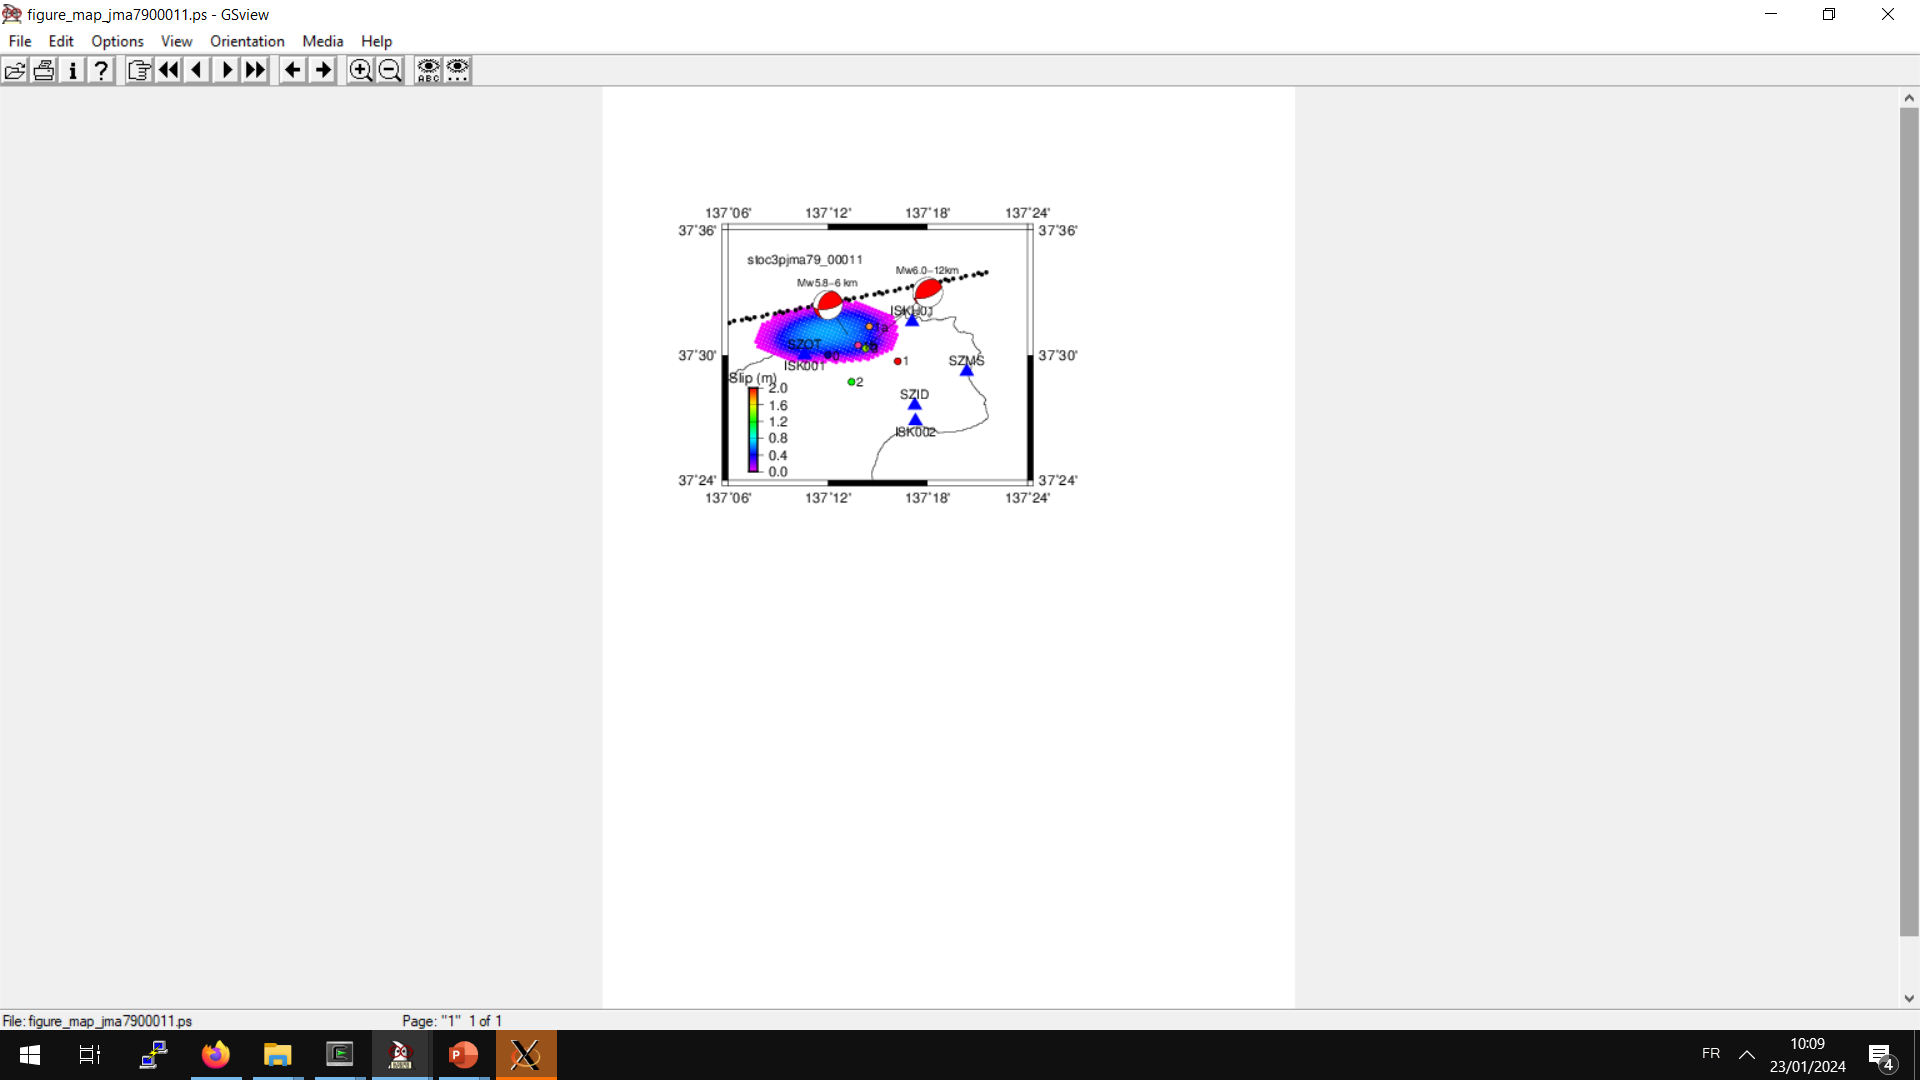 figure_map_jma7900011.ps - GSview
File Edit Options View Orientation Media Help
137°06' 137°12' 137°18' 137°24'
37°36' 37°36'
stoc3pjma79_00011
Mw6.0-12km
Mw5.8-6 km
ISKH01
SZOT 0
37°30' 37°30'
1
SZMS
ISK001
Slip (m)
2
2.0
SZID
1.6
1.2
ISK002
0.8
0.4
0.0
37°24' 37°24'
137°06' 137°12' 137°18' 137°24'
File: figure_map_jma7900011.ps Page: "1" 1 of 1
FR
10:09
23/01/2024
4